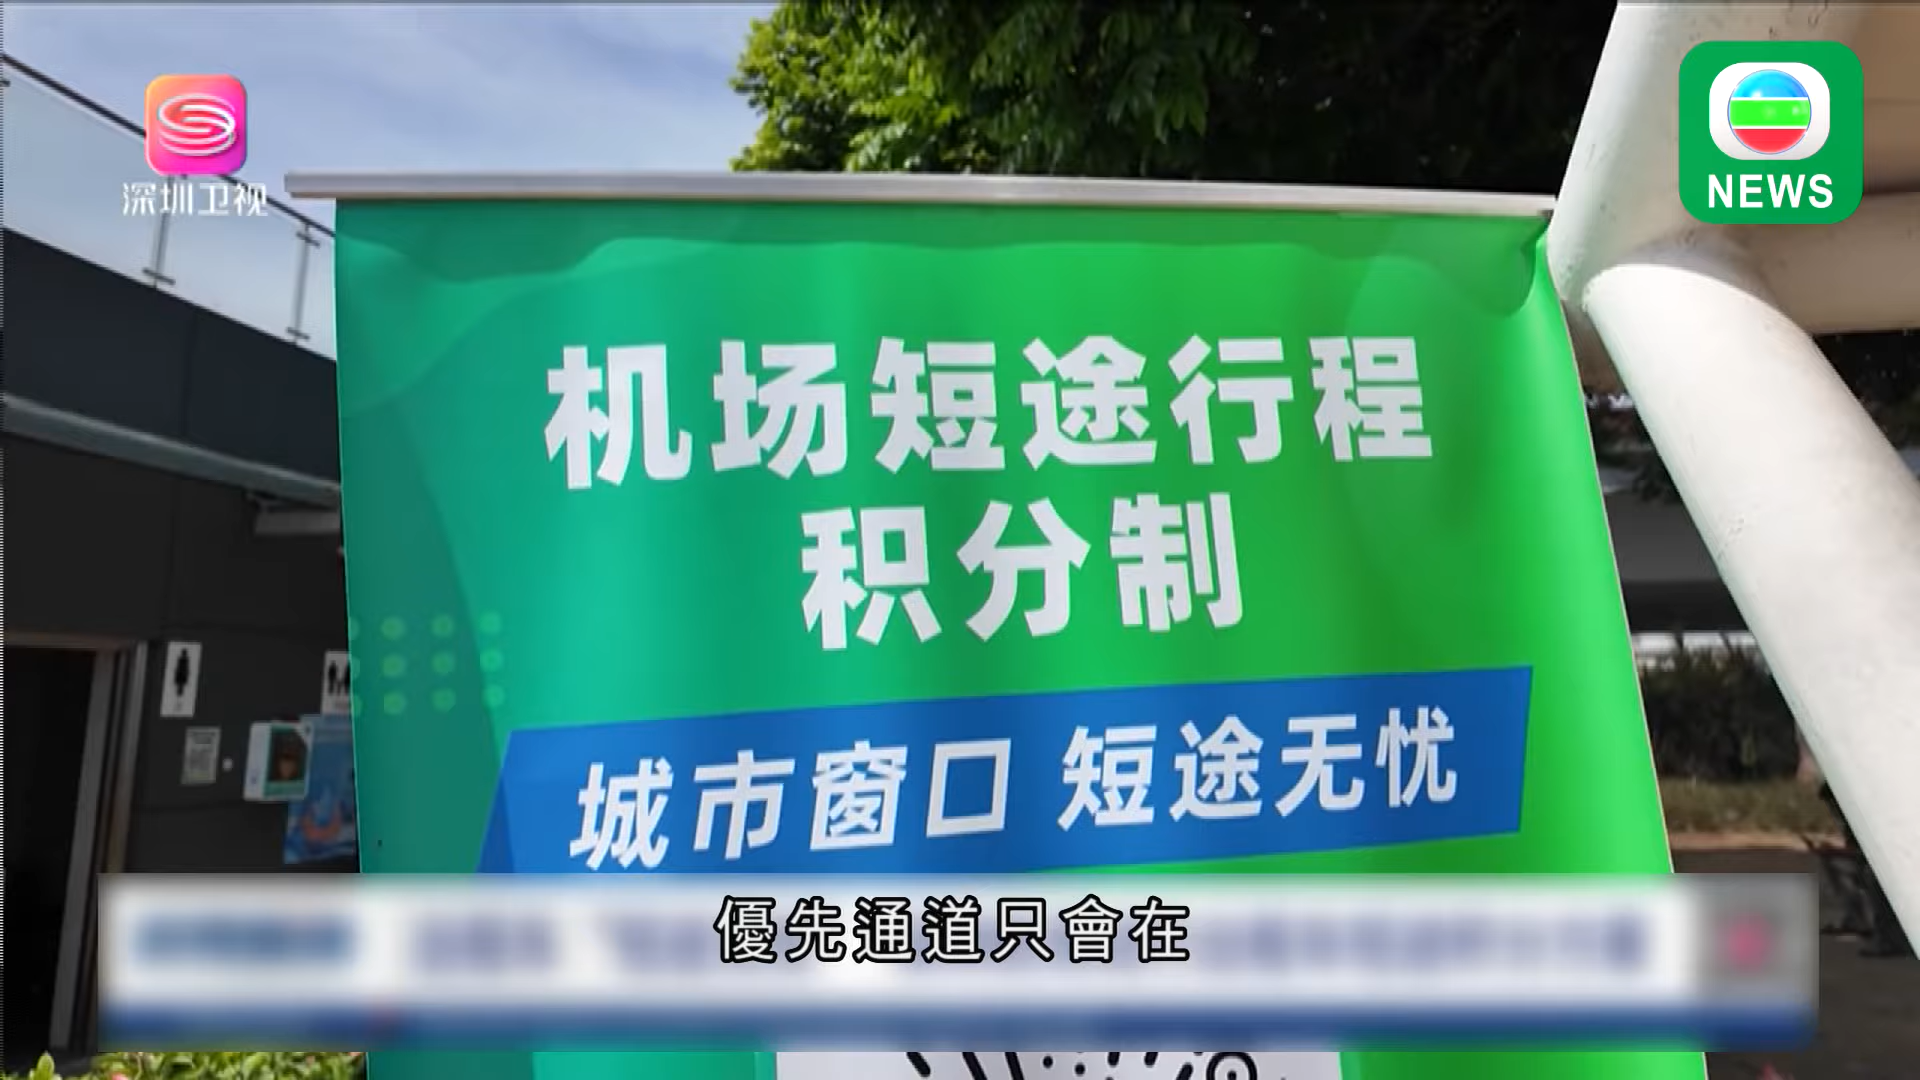 深圳卫视
NEWS
机场短途行程
积分制
城市窗口 短途无忧
優先通道只會在